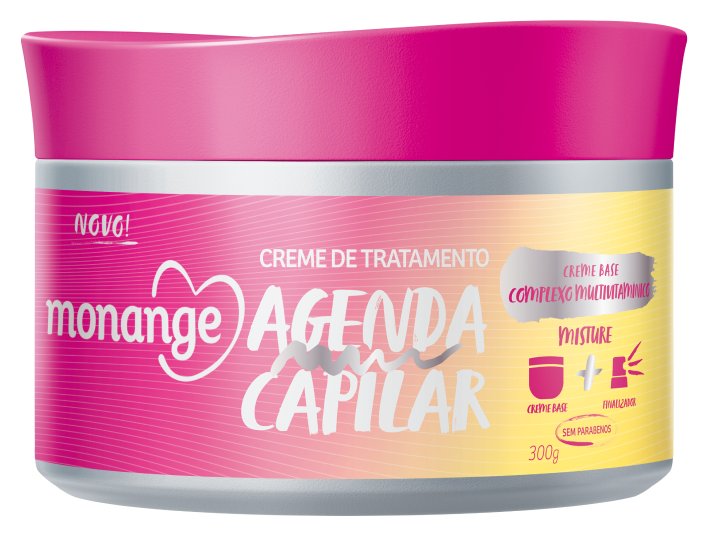 NOVO!
monange
CREME DE TRATAMENTO
AGENDA
CAPILAR
CREME BASE
COMPLEXO MULTIVITAMÍNICO
MISTURE
CREME BASE
FINALIZADOR
SEM PARABENOS
300g